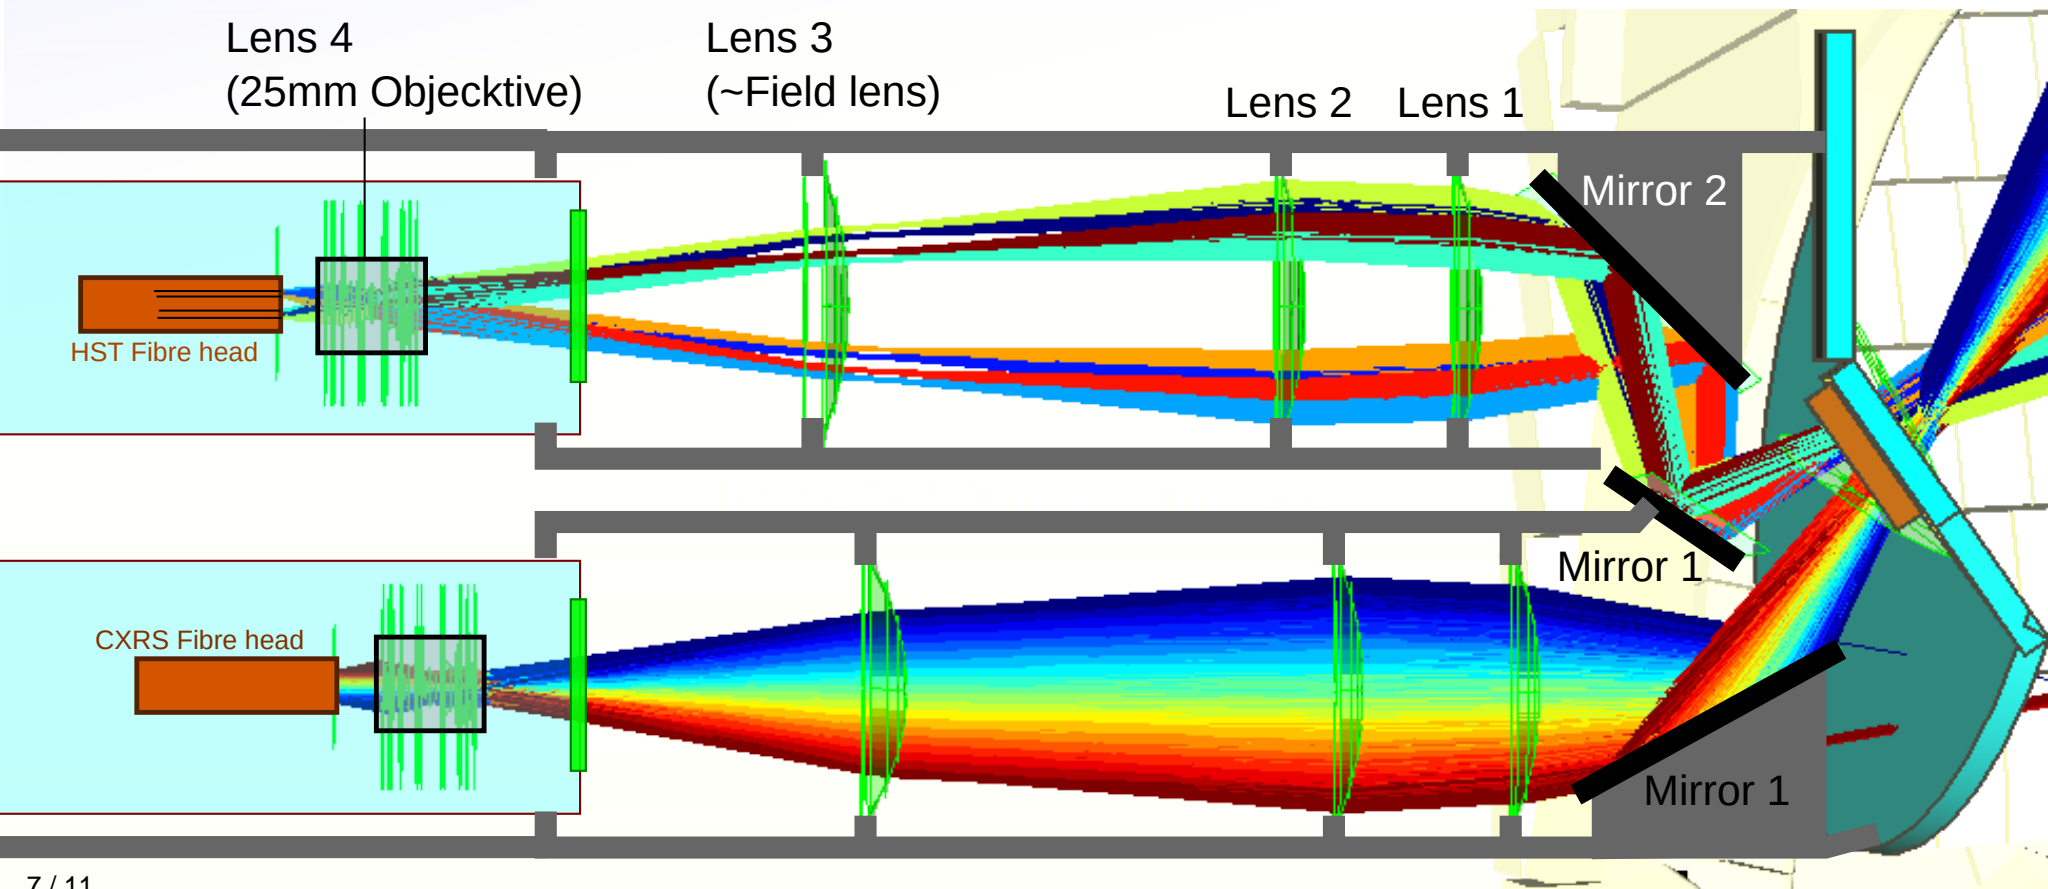 Lens 4
(25mm Objecktive)
Lens 3
(~Field lens)
Lens 2
Lens 1
Mirror 2
HST Fibre head
Mirror 1
CXRS Fibre head
Mirror 1
7 / 11